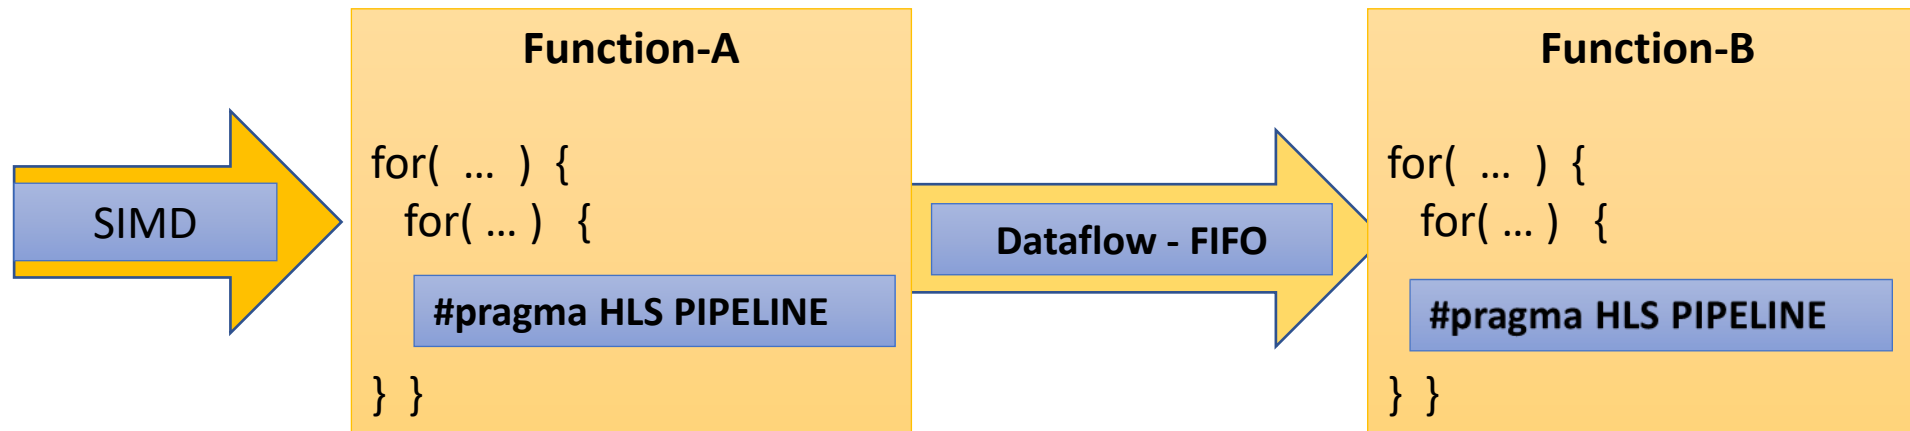 SIMD
Function-A
for( … ) {
for( … ) {
#pragma HLS PIPELINE
} }
Dataflow - FIFO
Function-B
for( … ) {
for( … ) {
#pragma HLS PIPELINE
} }